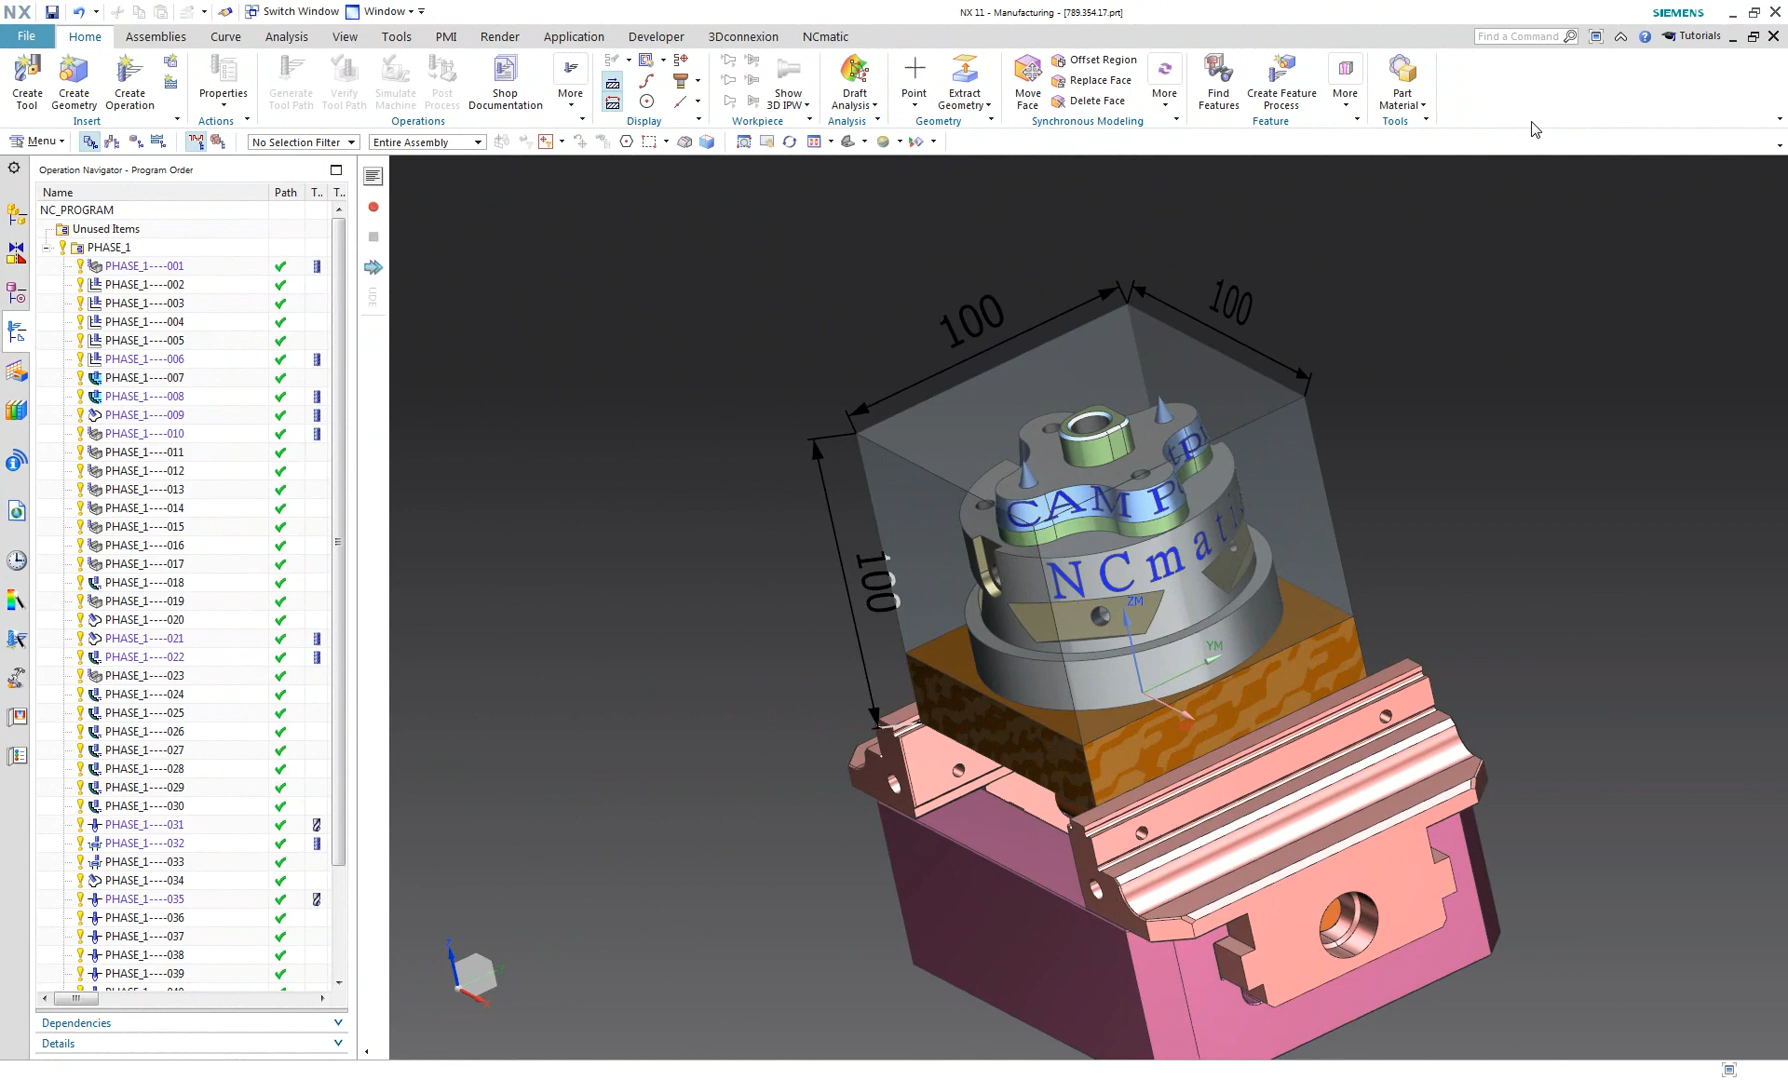 NX Switch Window Window NX 11 - Manufacturing - [789.354.17.prt] SIEMENS
File Home Assemblies Curve Analysis View Tools PMI Render Application Developer 3Dconnexion NCmatic Find a Command Tutorials
Create Tool
Create Geometry
Create Operation
Insert
Properties
Actions
Generate Tool Path
Verify Tool Path
Simulate Machine
Post Process
Shop Documentation
More
Operations
Display
Show 3D IPW
Workpiece
Draft Analysis
Analysis
Point
Extract Geometry
Geometry
Move Face
Offset Region
Replace Face
Delete Face
More
Synchronous Modeling
Find Features
Create Feature Process
More
Feature
Part Material
Tools
Menu No Selection Filter Entire Assembly
Operation Navigator - Program Order
Name Path T.. T..
NC_PROGRAM
Unused Items
PHASE_1
PHASE_1----001
PHASE_1----002
PHASE_1----003
PHASE_1----004
PHASE_1----005
PHASE_1----006
PHASE_1----007
PHASE_1----008
PHASE_1----009
PHASE_1----010
PHASE_1----011
PHASE_1----012
PHASE_1----013
PHASE_1----014
PHASE_1----015
PHASE_1----016
PHASE_1----017
PHASE_1----018
PHASE_1----019
PHASE_1----020
PHASE_1----021
PHASE_1----022
PHASE_1----023
PHASE_1----024
PHASE_1----025
PHASE_1----026
PHASE_1----027
PHASE_1----028
PHASE_1----029
PHASE_1----030
PHASE_1----031
PHASE_1----032
PHASE_1----033
PHASE_1----034
PHASE_1----035
PHASE_1----036
PHASE_1----037
PHASE_1----038
PHASE_1----039
Dependencies
Details
UDE
100
100
100
CAM P
tP
NCmati
ZM
YM